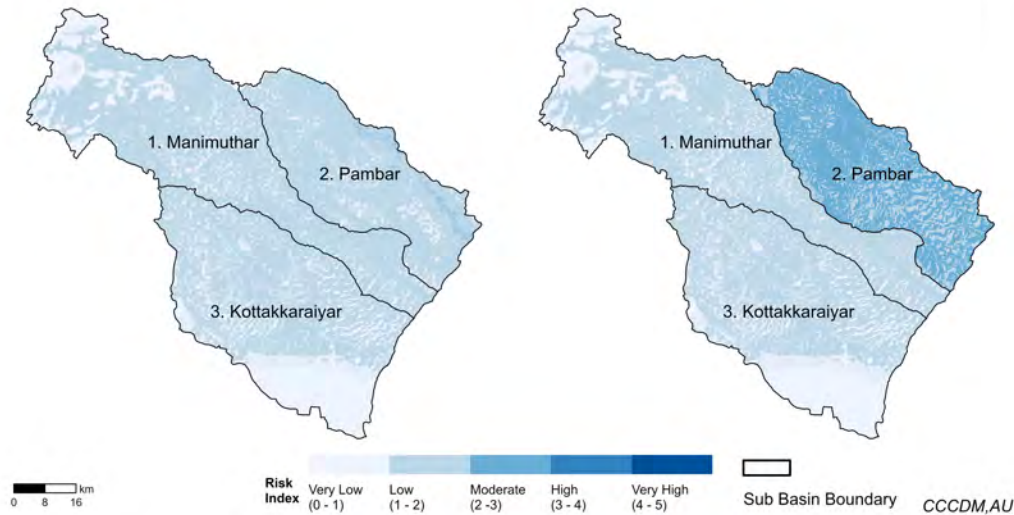 1. Manimuthar
2. Pambar
3. Kottakkaraiyar
1. Manimuthar
2. Pambar
3. Kottakkaraiyar
km
0 8 16
Risk
Index
Very Low
(0 - 1)
Low
(1 - 2)
Moderate
(2 -3)
High
(3 - 4)
Very High
(4 - 5)
Sub Basin Boundary
CCCDM,AU